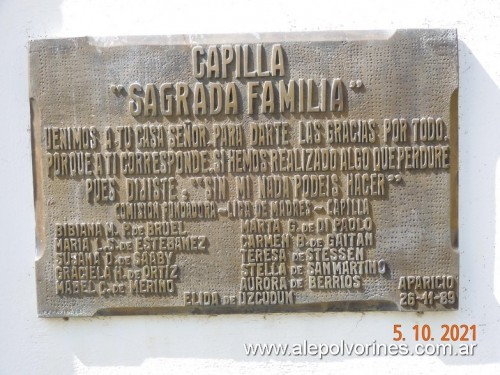 CAPILLA
"SAGRADA FAMILIA"
VENIMOS A TU CASA SEÑOR, PARA DARTE LAS GRACIAS POR TODO,
PORQUE A TI CORRESPONDE, SI HEMOS REALIZADO ALGO QUE PERDURE
PUES DIJISTE, "SIN MI NADA PODEIS HACER"
COMISION FUNDADORA - LIGA DE MADRES - CAPILLA
BIBIANA M. P. DE BROEL
MARIA L. S. DE ESTEBANEZ
SUSANA D. DE SAABY
GRACIELA H. DE ORTIZ
MABEL C. DE MERINO
MARTA G. DE DI PAOLO
CARMEN B. DE GAITAN
TERESA DE STESSEN
STELLA DE SAN MARTINO
AURORA DE BERRIOS
ELIDA DE OZCODUN
APARICIO
26-11-89
5.10.2021
www.alepolvorines.com.ar